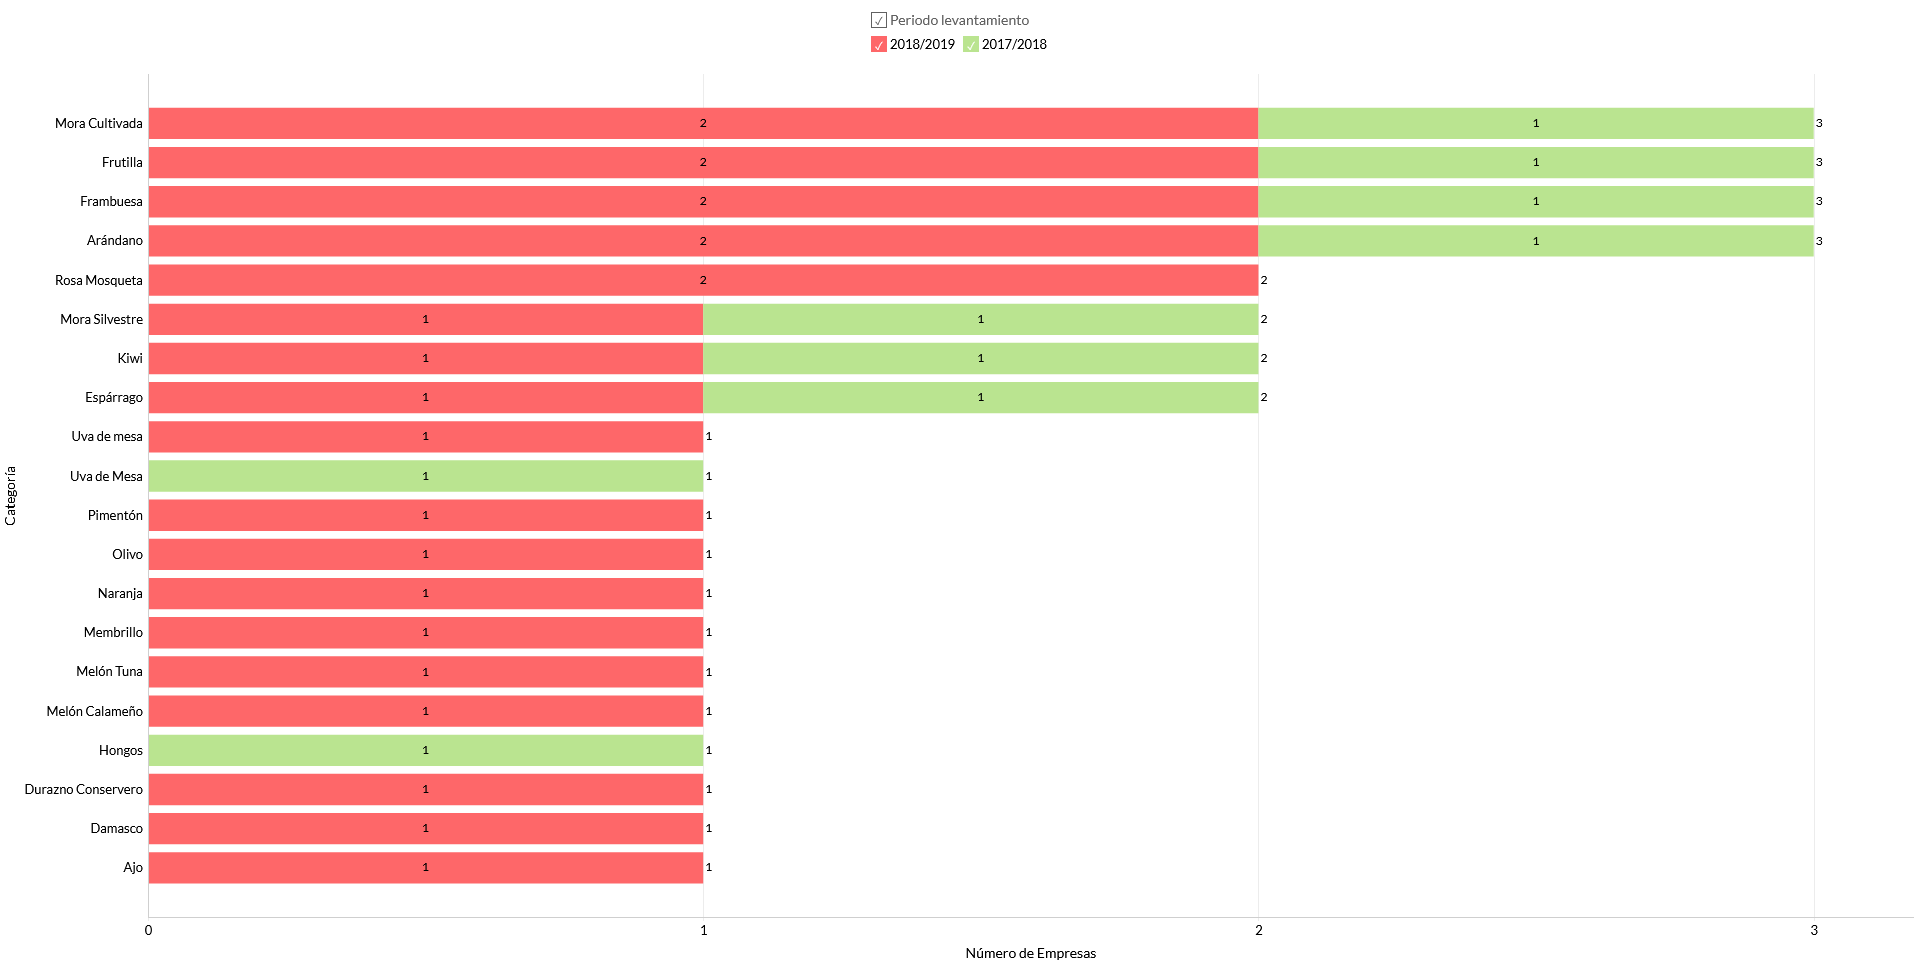 Periodo levantamiento
2018/2019 2017/2018
Mora Cultivada 2 1 3
Frutilla 2 1 3
Frambuesa 2 1 3
Arándano 2 1 3
Rosa Mosqueta 2 2
Mora Silvestre 1 1 2
Kiwi 1 1 2
Espárrago 1 1 2
Uva de mesa 1 1
Uva de Mesa 1 1
Pimentón 1 1
Olivo 1 1
Naranja 1 1
Membrillo 1 1
Melón Tuna 1 1
Melón Calameño 1 1
Hongos 1 1
Durazno Conservero 1 1
Damasco 1 1
Ajo 1 1
Categoría
0 1 2 3
Número de Empresas